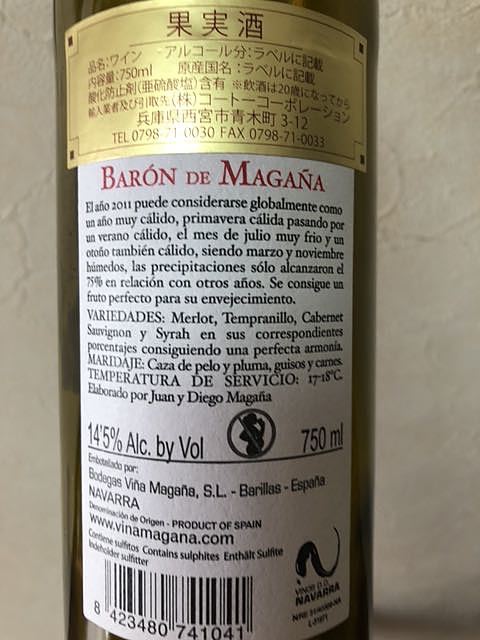 果実酒
品名:ワイン アルコール分:ラベルに記載
内容量:750ml 原産国名:ラベルに記載
酸化防止剤(亜硫酸塩)含有 ※飲酒は20歳になってから
輸入業者及び引取先(株)コートーコーポレーション
兵庫県西宮市青木町 3-12
TEL 0798-71-0030 FAX 0798-71-0033
BARÓN DE MAGAÑA
El año 2011 puede considerarse globalmente como
un año muy cálido, primavera cálida pasando por
un verano cálido, el mes de julio muy frio y un
otoño también cálido, siendo marzo y noviembre
húmedos, las precipitaciones sólo alcanzaron el
75% en relación con otros años. Se consigue un
fruto perfecto para su envejecimiento.
VARIEDADES: Merlot, Tempranillo, Cabernet
Sauvignon y Syrah en sus correspondientes
porcentajes consiguiendo una perfecta armonía.
MARIDAJE: Caza de pelo y pluma, guisos y carnes.
TEMPERATURA DE SERVICIO: 17-18ºC.
Elaborado por Juan y Diego Magaña
14'5% Alc. by Vol 750 ml
Embotellado por:
Bodegas Viña Magaña, S.L. - Barillas - España
NAVARRA
Denominación de Origen - PRODUCT OF SPAIN
www.vinamagana.com
Contiene sulfitos Contains sulphites Enthält Sulfite
Indeholder sulfitter
VINOS D.O.
NAVARRA
8 423480 741041